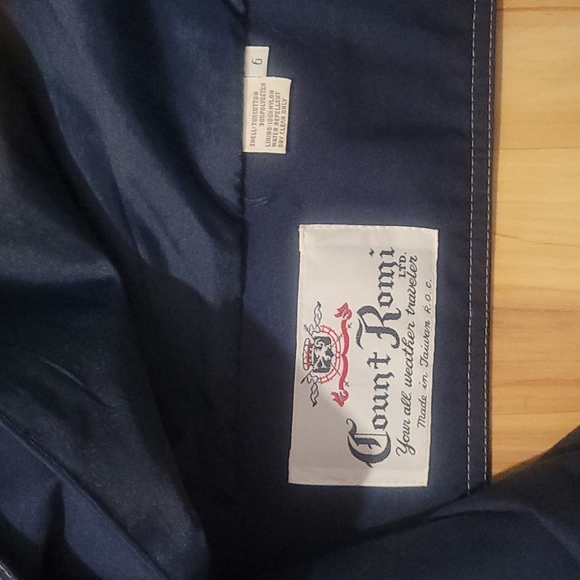 6
SHELL/70%COTTON
30%POLYESTER
LINING/100%NYLON
WATER REPELLENT
DRY CLEAN ONLY
Count Romi
LTD.
Your all weather traveler
Made in Taiwan R.O.C.